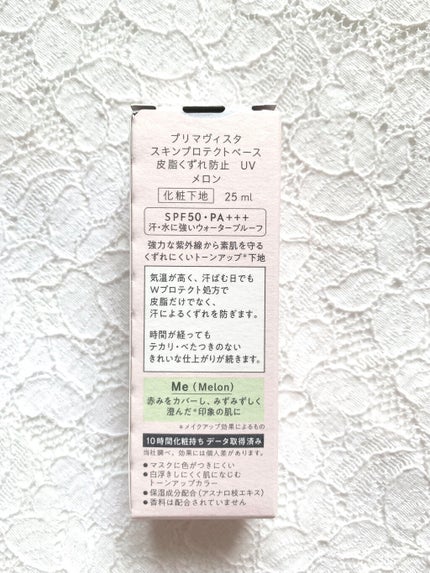 プリマヴィスタ
スキンプロテクトベース
皮脂くずれ防止 UV
メロン
化粧下地 25 ml
SPF50・PA+++
汗・水に強いウォータープルーフ
強力な紫外線から素肌を守る
くずれにくいトーンアップ*下地
気温が高く、汗ばむ日でも
Wプロテクト処方で
皮脂だけでなく、
汗によるくずれを防ぎます。
時間が経っても
テカリ・べたつきのない
きれいな仕上がりが続きます。
Me (Melon)
赤みをカバーし、みずみずしく
澄んだ*印象の肌に
*メイクアップ効果によるもの
10時間化粧持ちデータ取得済み
当社調べ。効果には個人差があります。
●マスクに色がつきにくい
●白浮きしにくく肌になじむ
トーンアップカラー
●保湿成分配合(アスナロ枝エキス)
●香料は配合されていません